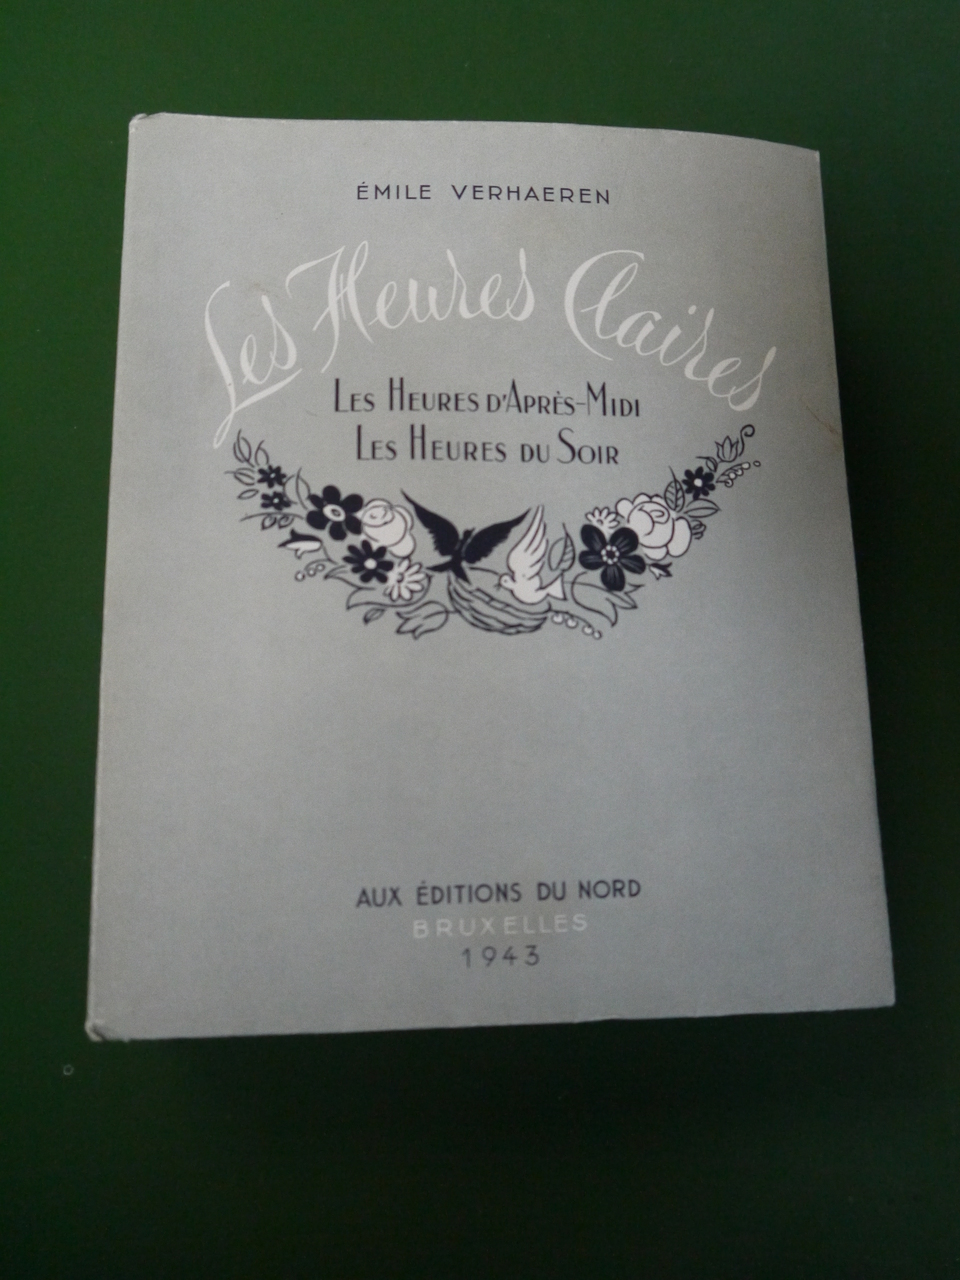 ÉMILE VERHAEREN
Les Heures Claires
LES HEURES D'APRÈS-MIDI
LES HEURES DU SOIR
AUX ÉDITIONS DU NORD
BRUXELLES
1943